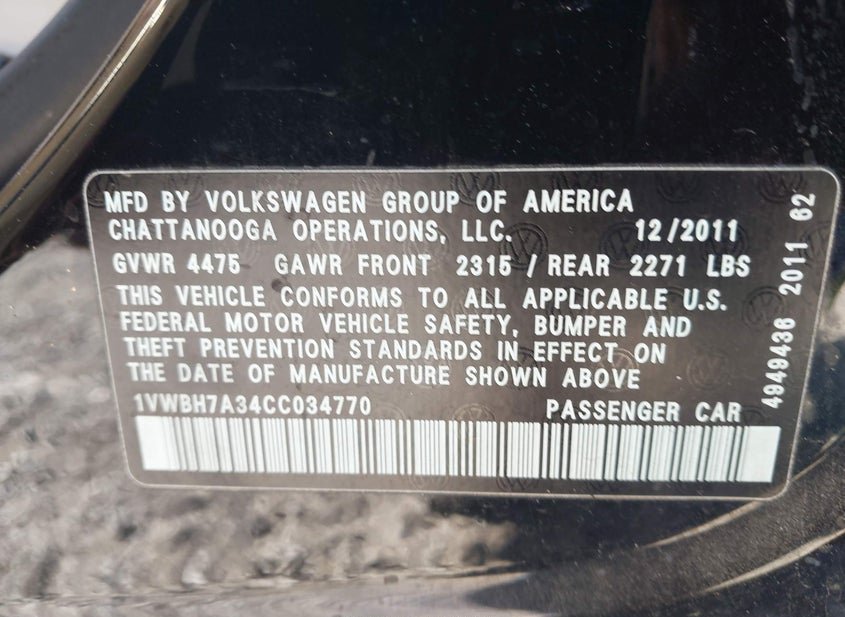 MFD BY VOLKSWAGEN GROUP OF AMERICA
CHATTANOOGA OPERATIONS, LLC. 12/2011
GVWR 4475 GAWR FRONT 2315 / REAR 2271 LBS
THIS VEHICLE CONFORMS TO ALL APPLICABLE U.S.
FEDERAL MOTOR VEHICLE SAFETY, BUMPER AND
THEFT PREVENTION STANDARDS IN EFFECT ON
THE DATE OF MANUFACTURE SHOWN ABOVE
1VWBH7A34CC034770 PASSENGER CAR
4949436 2011 62